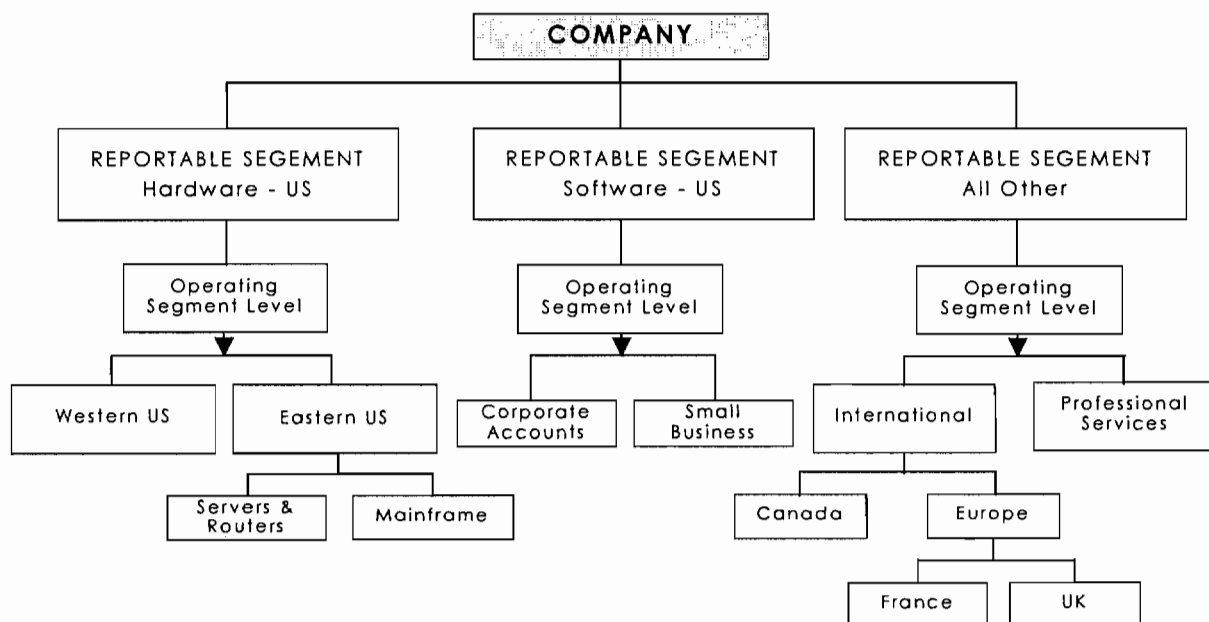 COMPANY
REPORTABLE SEGEMENT
Hardware - US
REPORTABLE SEGEMENT
Software - US
REPORTABLE SEGEMENT
All Other
Operating
Segment Level
Operating
Segment Level
Operating
Segment Level
Western US
Eastern US
Corporate
Accounts
Small
Business
International
Professional
Services
Servers &
Routers
Mainframe
Canada
Europe
France
UK